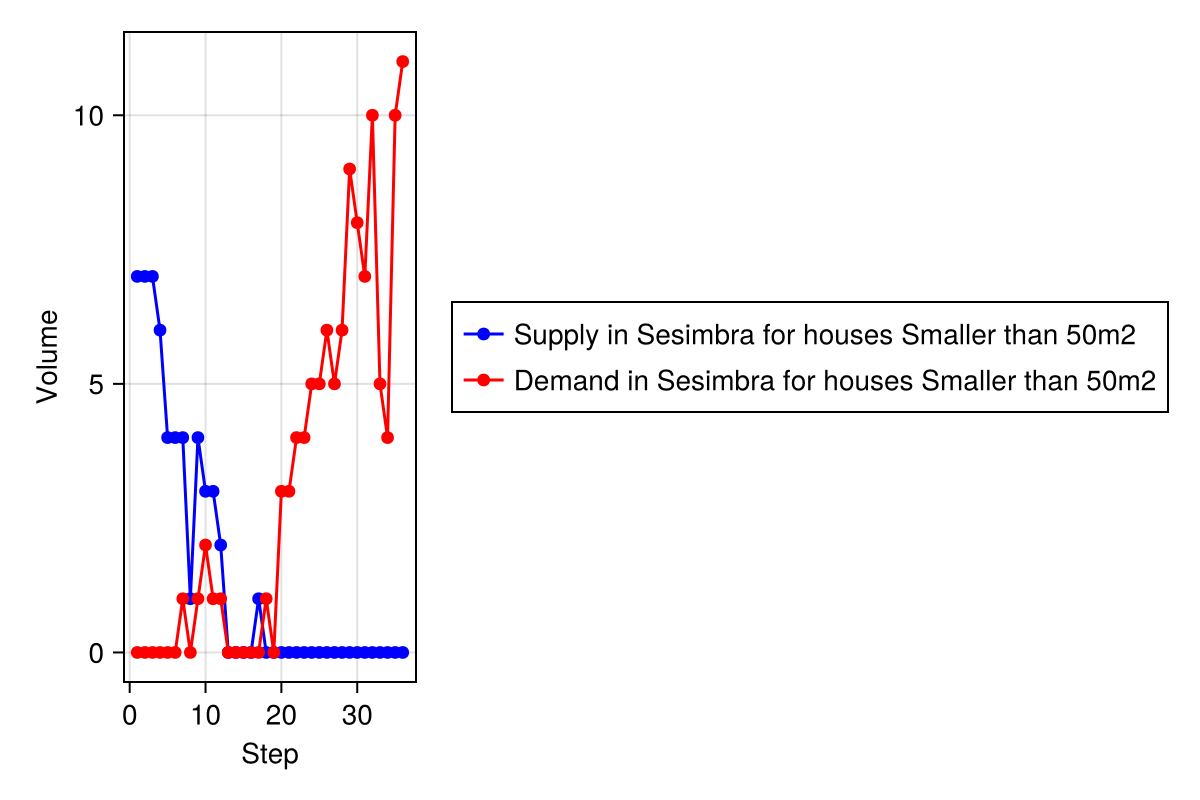 Volume
10
5
0
0 10 20 30
Step
Supply in Sesimbra for houses Smaller than 50m2
Demand in Sesimbra for houses Smaller than 50m2